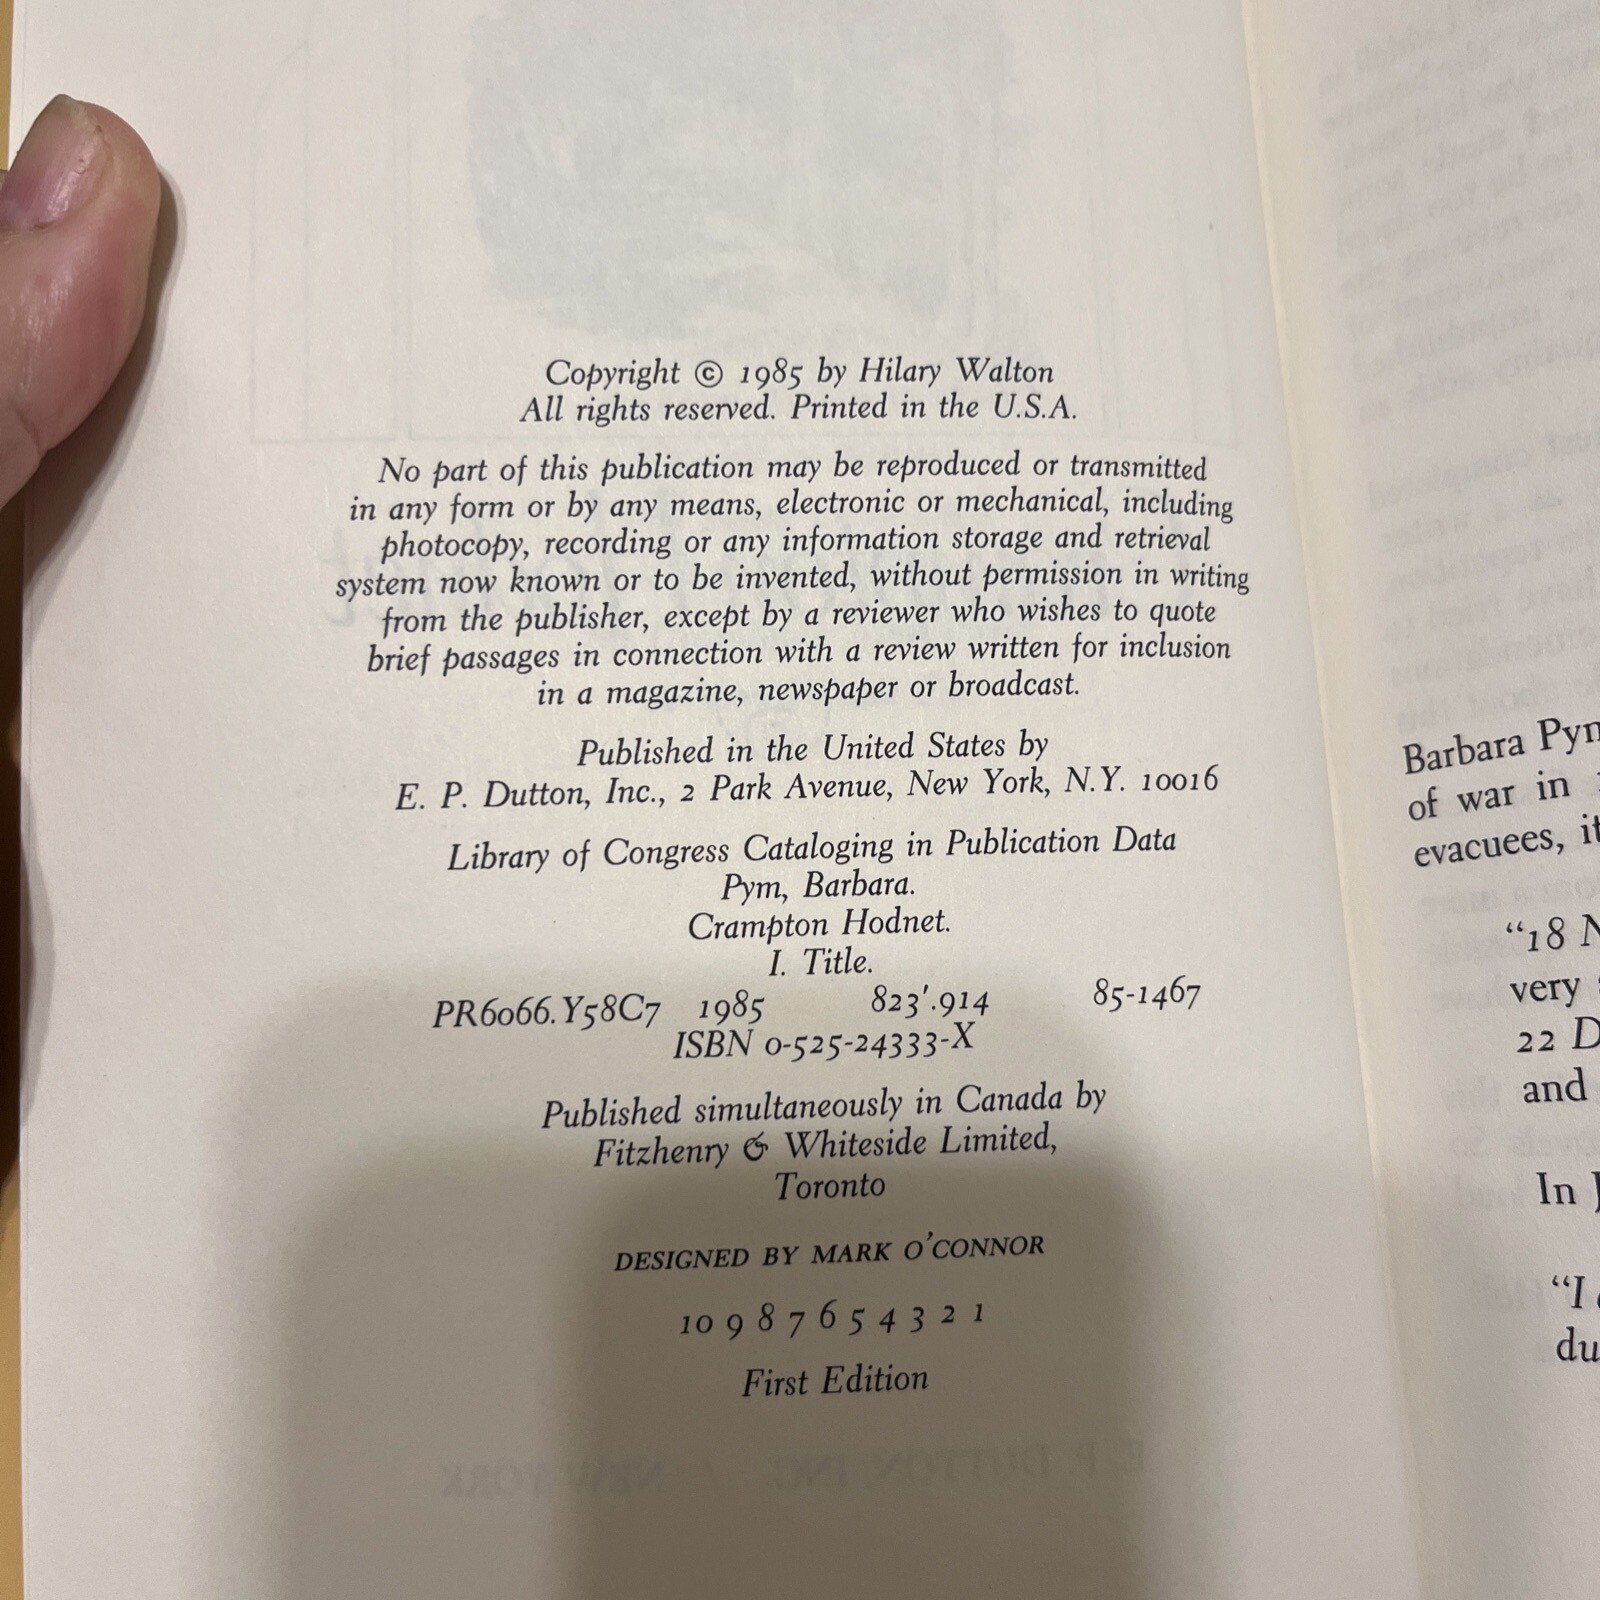 Copyright © 1985 by Hilary Walton
All rights reserved. Printed in the U.S.A.
No part of this publication may be reproduced or transmitted
in any form or by any means, electronic or mechanical, including
photocopy, recording or any information storage and retrieval
system now known or to be invented, without permission in writing
from the publisher, except by a reviewer who wishes to quote
brief passages in connection with a review written for inclusion
in a magazine, newspaper or broadcast.
Published in the United States by
E. P. Dutton, Inc., 2 Park Avenue, New York, N.Y. 10016
Library of Congress Cataloging in Publication Data
Pym, Barbara.
Crampton Hodnet.
I. Title.
PR6066.Y58C7 1985 823'.914 85-1467
ISBN 0-525-24333-X
Published simultaneously in Canada by
Fitzhenry & Whiteside Limited,
Toronto
DESIGNED BY MARK O'CONNOR
10 9 8 7 6 5 4 3 2 1
First Edition
Barbara
of war in
evacuees,
"18
very
22
and
In
"I